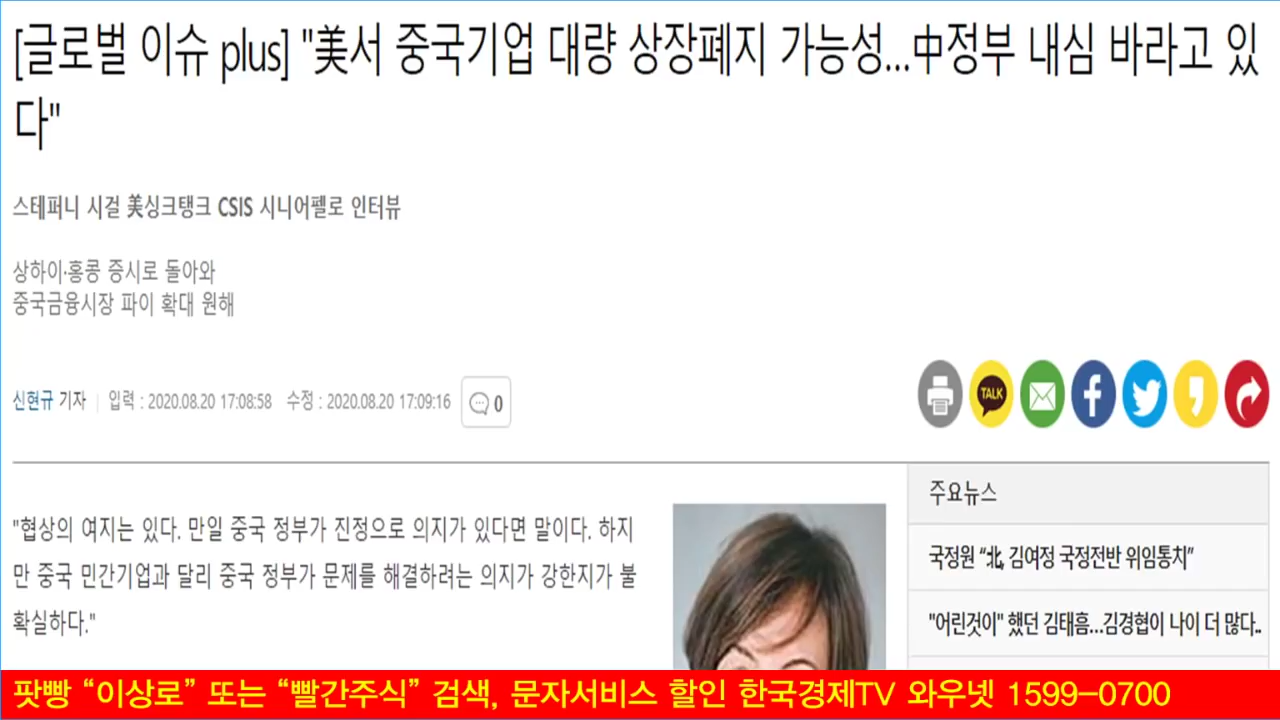 [글로벌 이슈 plus] "美서 중국기업 대량 상장폐지 가능성...中정부 내심 바라고 있
다"
스테퍼니 시걸 美싱크탱크 CSIS 시니어펠로 인터뷰
상하이·홍콩 증시로 돌아와
중국금융시장 파이 확대 원해
신현규 기자 | 입력 : 2020.08.20 17:08:58 수정 : 2020.08.20 17:09:16 0
TALK
주요뉴스
"협상의 여지는 있다. 만일 중국 정부가 진정으로 의지가 있다면 말이다. 하지
만 중국 민간기업과 달리 중국 정부가 문제를 해결하려는 의지가 강한지가 불
확실하다."
국정원 “北, 김여정 국정전반 위임통치”
"어린것이" 했던 김태흠...김경협이 나이 더 많다..
팟빵 “이상로” 또는 “빨간주식” 검색, 문자서비스 할인 한국경제TV 와우넷 1599-0700